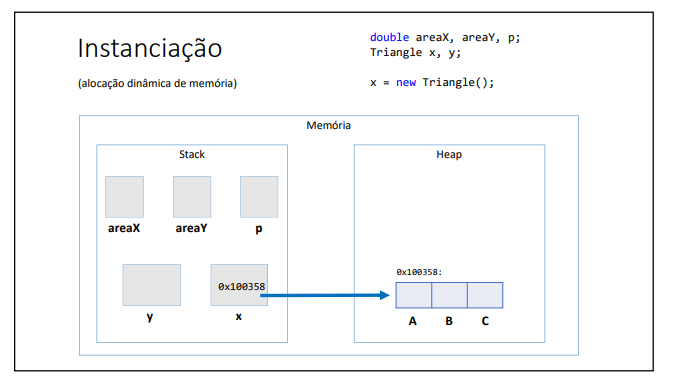 Instanciação
(alocação dinâmica de memória)
double areaX, areaY, p;
Triangle x, y;
x = new Triangle();
Memória
Stack
areaX
areaY
p
0x100358
y
x
Heap
0x100358:
A
B
C